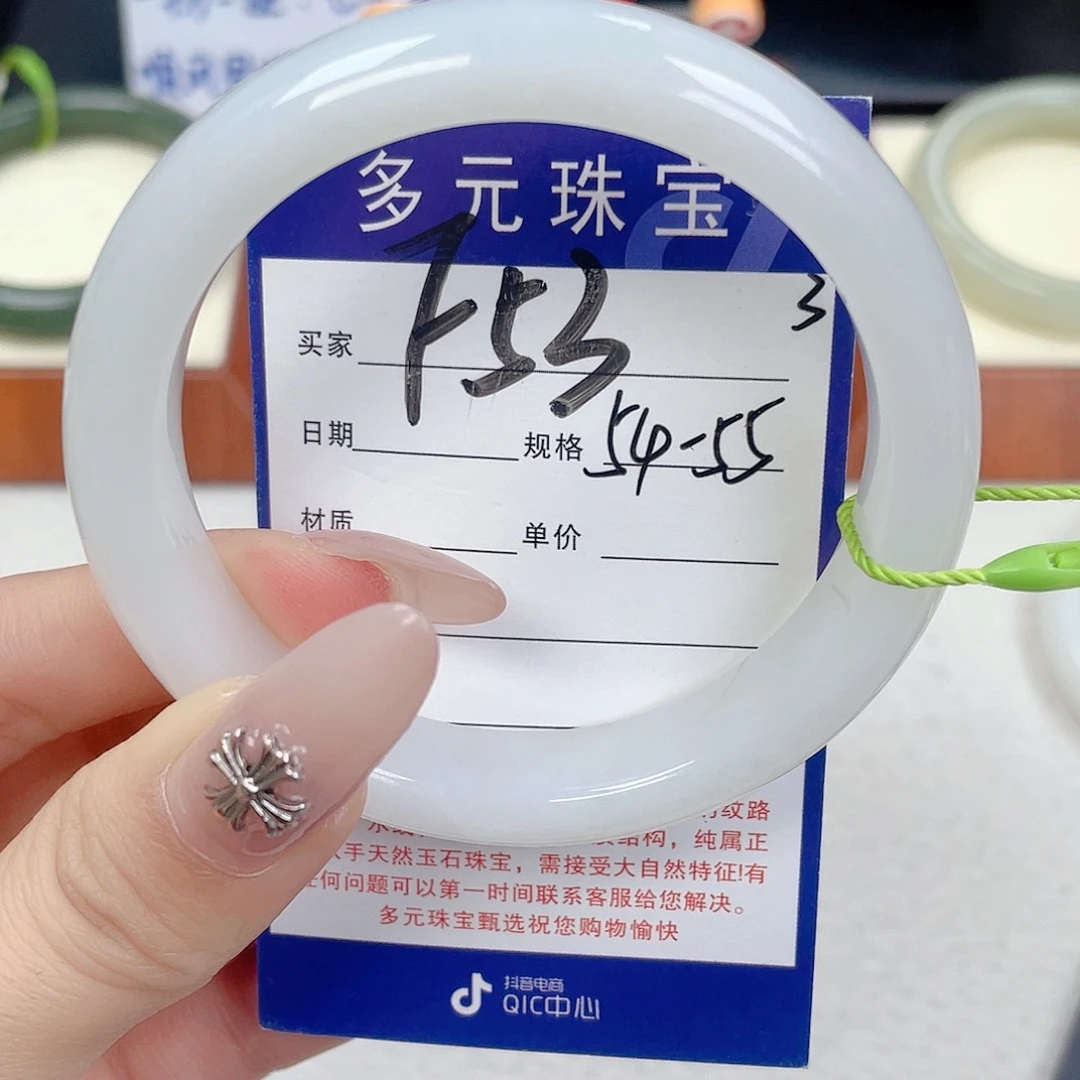 多元珠宝
F53
3
买家
日期
规格 54-55
材质
单价
纹路
结构，纯属正
手天然玉石珠宝，需接受大自然特征!有
何问题可以第一时间联系客服给您解决。
多元珠宝甄选祝您购物愉快
抖音电商
QIC中心